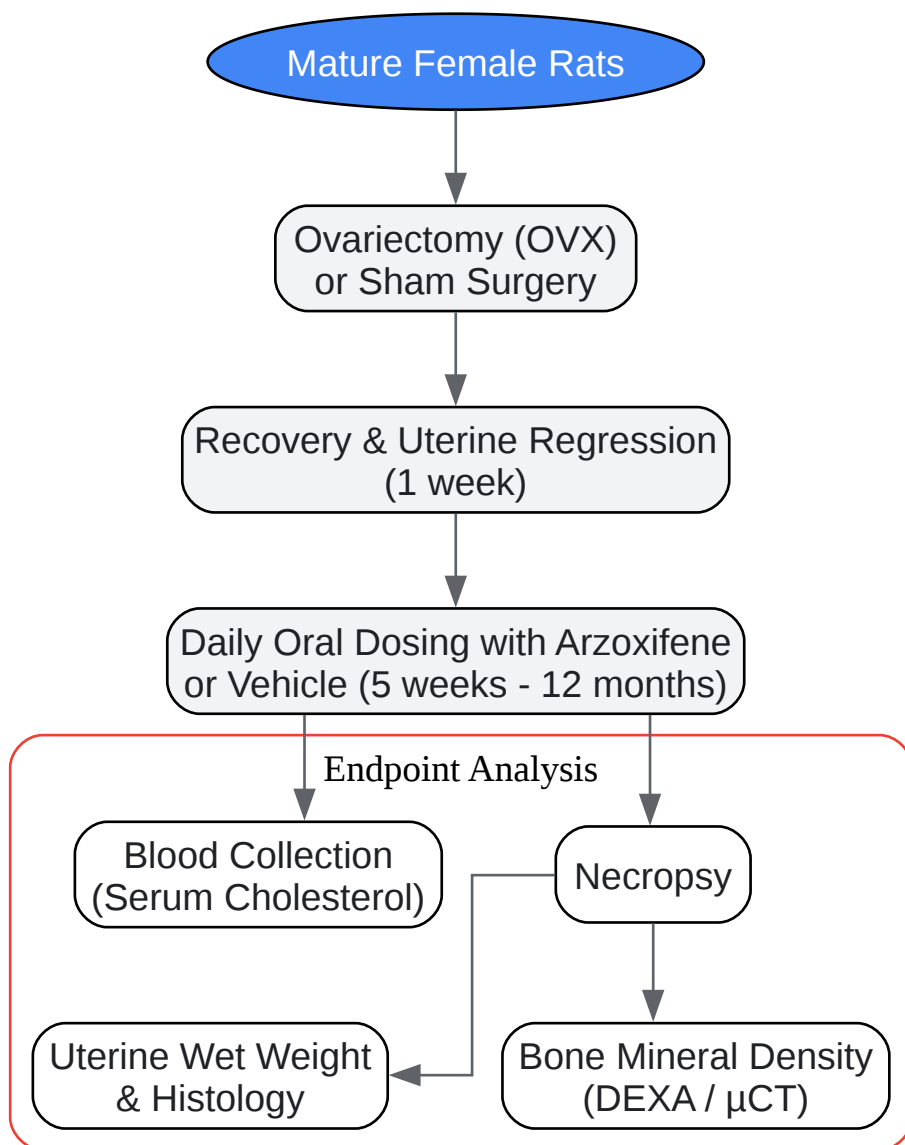 Mature Female Rats
Ovariectomy (OVX)
or Sham Surgery
Recovery & Uterine Regression
(1 week)
Daily Oral Dosing with Arzoxifene
or Vehicle (5 weeks - 12 months)
Endpoint Analysis
Blood Collection
(Serum Cholesterol)
Necropsy
Uterine Wet Weight
& Histology
Bone Mineral Density
(DEXA / µCT)